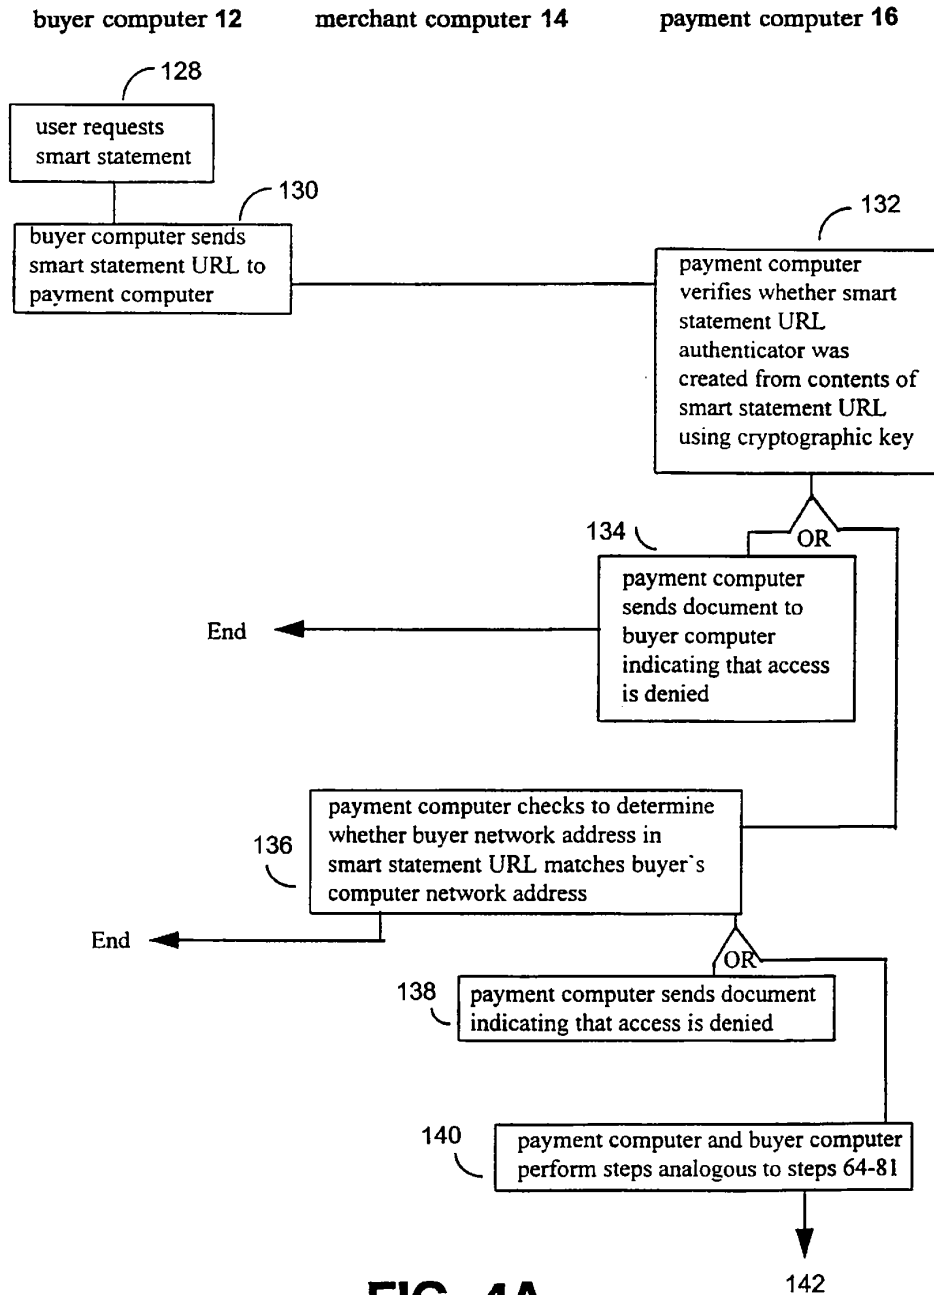 buyer computer 12
merchant computer 14
payment computer 16
128
user requests
smart statement
130
buyer computer sends
smart statement URL to
payment computer
132
payment computer
verifies whether smart
statement URL
authenticator was
created from contents of
smart statement URL
using cryptographic key
OR
134
payment computer
sends document to
buyer computer
indicating that access
is denied
End
136
payment computer checks to determine
whether buyer network address in
smart statement URL matches buyer's
computer network address
End
OR
138
payment computer sends document
indicating that access is denied
140
payment computer and buyer computer
perform steps analogous to steps 64-81
142
FIG. 4A